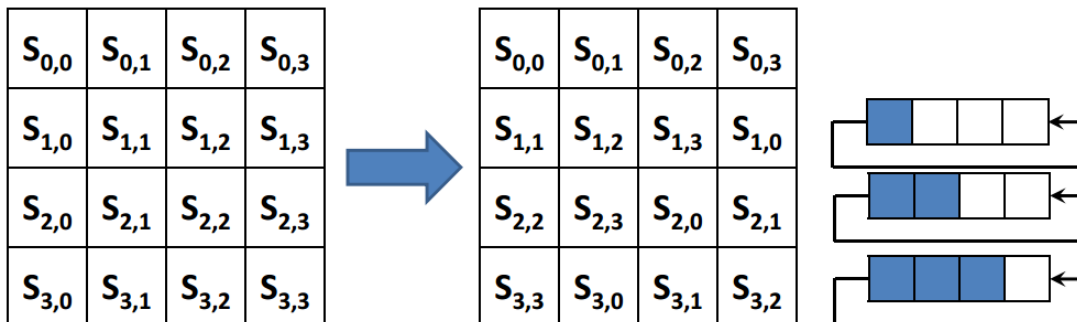 S0,0 S0,1 S0,2 S0,3 S0,0 S0,1 S0,2 S0,3
S1,0 S1,1 S1,2 S1,3 S1,1 S1,2 S1,3 S1,0
S2,0 S2,1 S2,2 S2,3 S2,2 S2,3 S2,0 S2,1
S3,0 S3,1 S3,2 S3,3 S3,3 S3,0 S3,1 S3,2